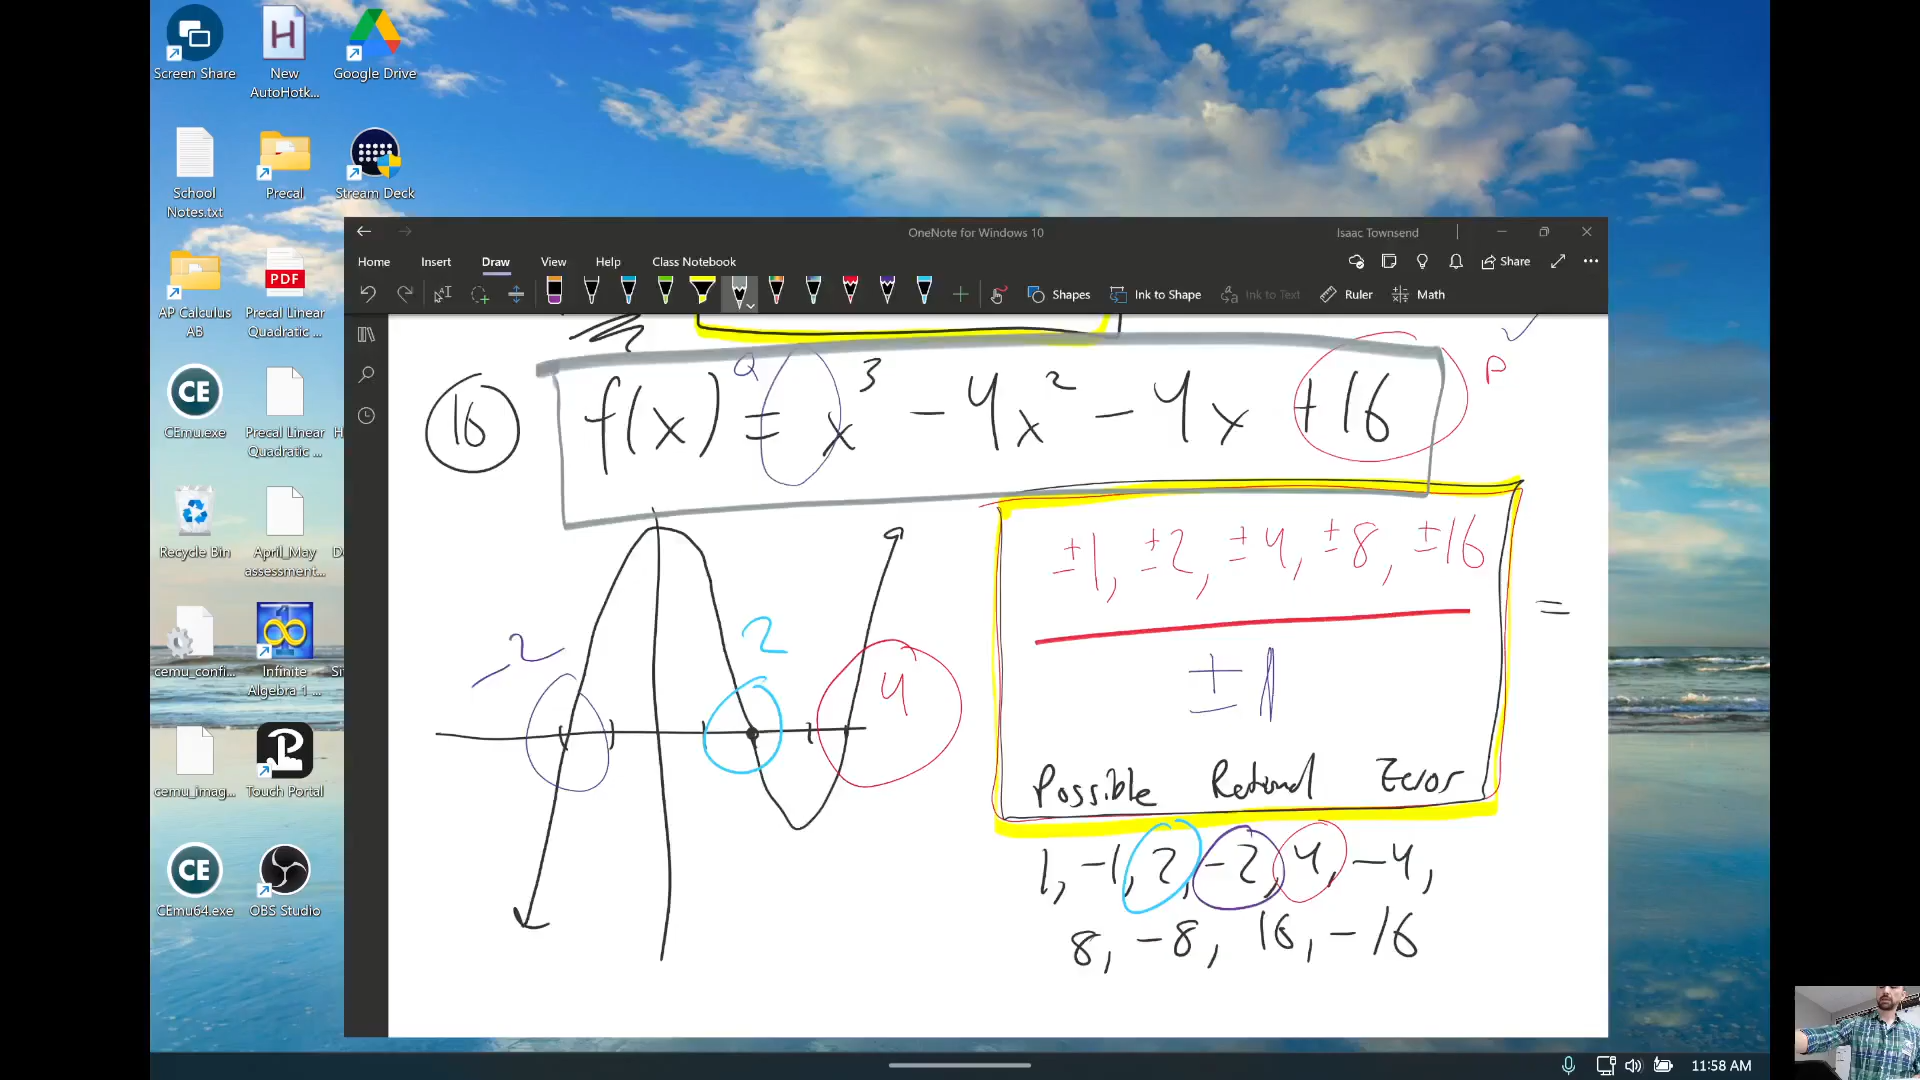 Screen Share
New AutoHotk...
Google Drive
School Notes.txt
Precal
Stream Deck
AP Calculus AB
PDF
Precal Linear Quadratic ...
CE
CEmu.exe
Precal Linear Quadratic ...
H
Recycle Bin
April_May assessment...
D
cemu_confi...
Infinite Algebra 1 ...
Si
cemu_imag...
Touch Portal
CE
CEmu64.exe
OBS Studio
OneNote for Windows 10
Isaac Townsend
Home Insert Draw View Help Class Notebook
Share
Shapes Ink to Shape Ink to Text Ruler Math
Q P
16 f(x) = x³ - 4x² - 4x + 16
±1, ±2, ±4, ±8, ±16
=
±1
Possible Rational Zeros
-2 2 4
1, -1, 2, -2, 4, -4,
8, -8, 16, -16
11:58 AM